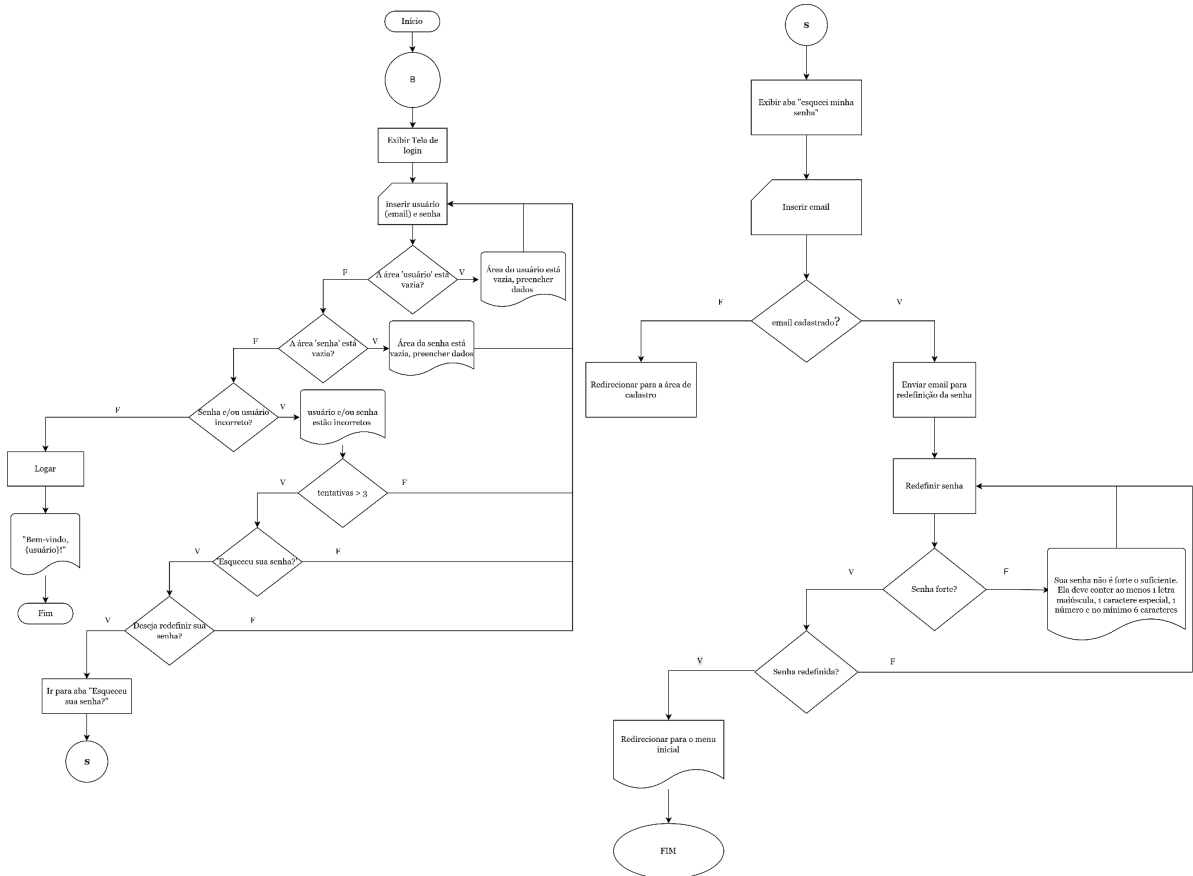 Início
B
Exibir Tela de
login
inserir usuário
(email) e senha
A área 'usuário' está
vazia?
F
V
Área do usuário está
vazia, preencher
dados
A área 'senha' está
vazia?
F
V
Área da senha está
vazia, preencher dados
Senha e/ou usuário
incorreto?
F
V
usuário e/ou senha
estão incorretos
Logar
"Bem-vindo,
{usuário}!"
Fim
tentativas > 3
V
F
'Esqueceu sua senha?'
V
F
Deseja redefinir sua
senha?
V
F
Ir para aba "Esqueceu
sua senha?"
s
s
Exibir aba "esqueci minha
senha"
Inserir email
email cadastrado?
F
V
Redirecionar para a área de
cadastro
Enviar email para
redefinição da senha
Redefinir senha
Senha forte?
V
F
Sua senha não é forte o suficiente.
Ela deve conter ao menos 1 letra
maiúscula, 1 caractere especial, 1
número e no mínimo 6 caracteres
Senha redefinida?
V
F
Redirecionar para o menu
inicial
FIM